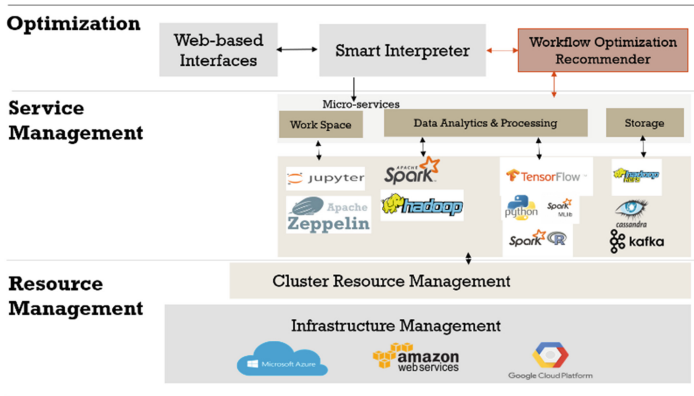 Optimization
Web-based
Interfaces
Smart Interpreter
Workflow Optimization
Recommender
Service
Management
Micro-services
Work Space
Data Analytics & Processing
Storage
jupyter
Apache
Zeppelin
APACHE
Spark
hadoop
TensorFlow
python
Spark
MLlib
Spark
R
hadoop
HDFS
cassandra
kafka
Resource
Management
Cluster Resource Management
Infrastructure Management
Microsoft Azure
amazon
web services
Google Cloud Platform